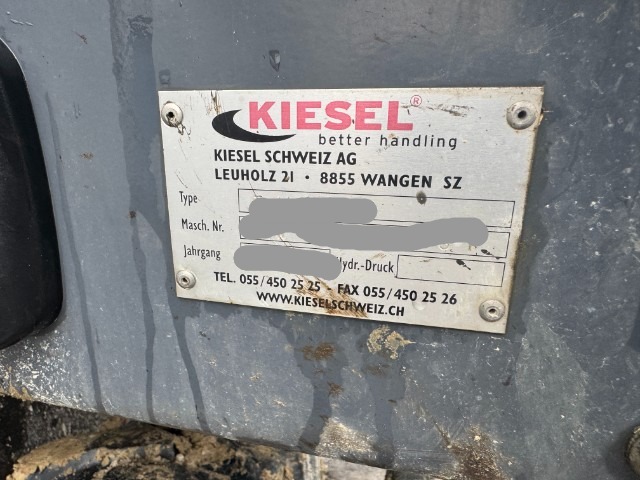 KIESEL®
better handling
KIESEL SCHWEIZ AG
LEUHOLZ 21 • 8855 WANGEN SZ
Type
Masch. Nr.
Jahrgang Hydr.-Druck
TEL. 055/450 25 25 - FAX 055/450 25 26
WWW.KIESELSCHWEIZ.CH